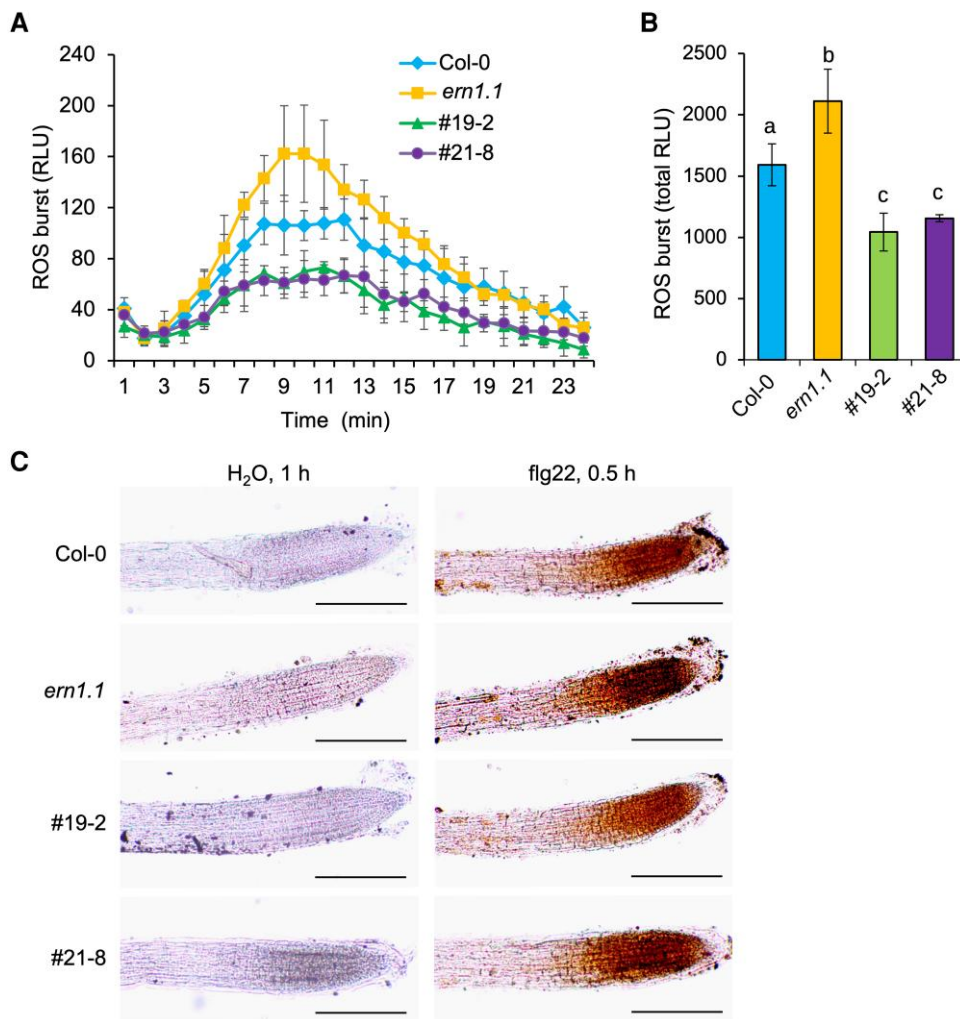 A
240
200
160
120
80
40
0
ROS burst (RLU)
1 3 5 7 9 11 13 15 17 19 21 23
Time (min)
Col-0
ern1.1
#19-2
#21-8
B
2500
2000
1500
1000
500
0
ROS burst (total RLU)
a
b
c
c
Col-0
ern1.1
#19-2
#21-8
C
H₂O, 1 h
flg22, 0.5 h
Col-0
ern1.1
#19-2
#21-8